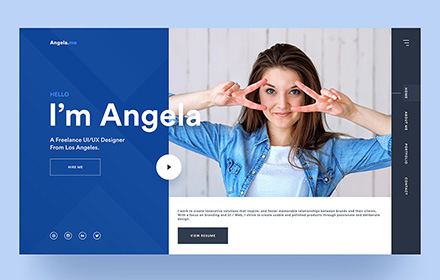 Angela.me
HOME
ABOUT ME
PORTFOLIO
CONTACT
HELLO
I'm Angela
A Freelance UI/UX Designer
From Los Angeles.
HIRE ME
I work to create innovative solutions that inspire, and foster memorable relationships between brands and their clients.
With a focus on branding and UI / Web, I strive to create usable and polished products through passionate and deliberate
design.
VIEW RESUME